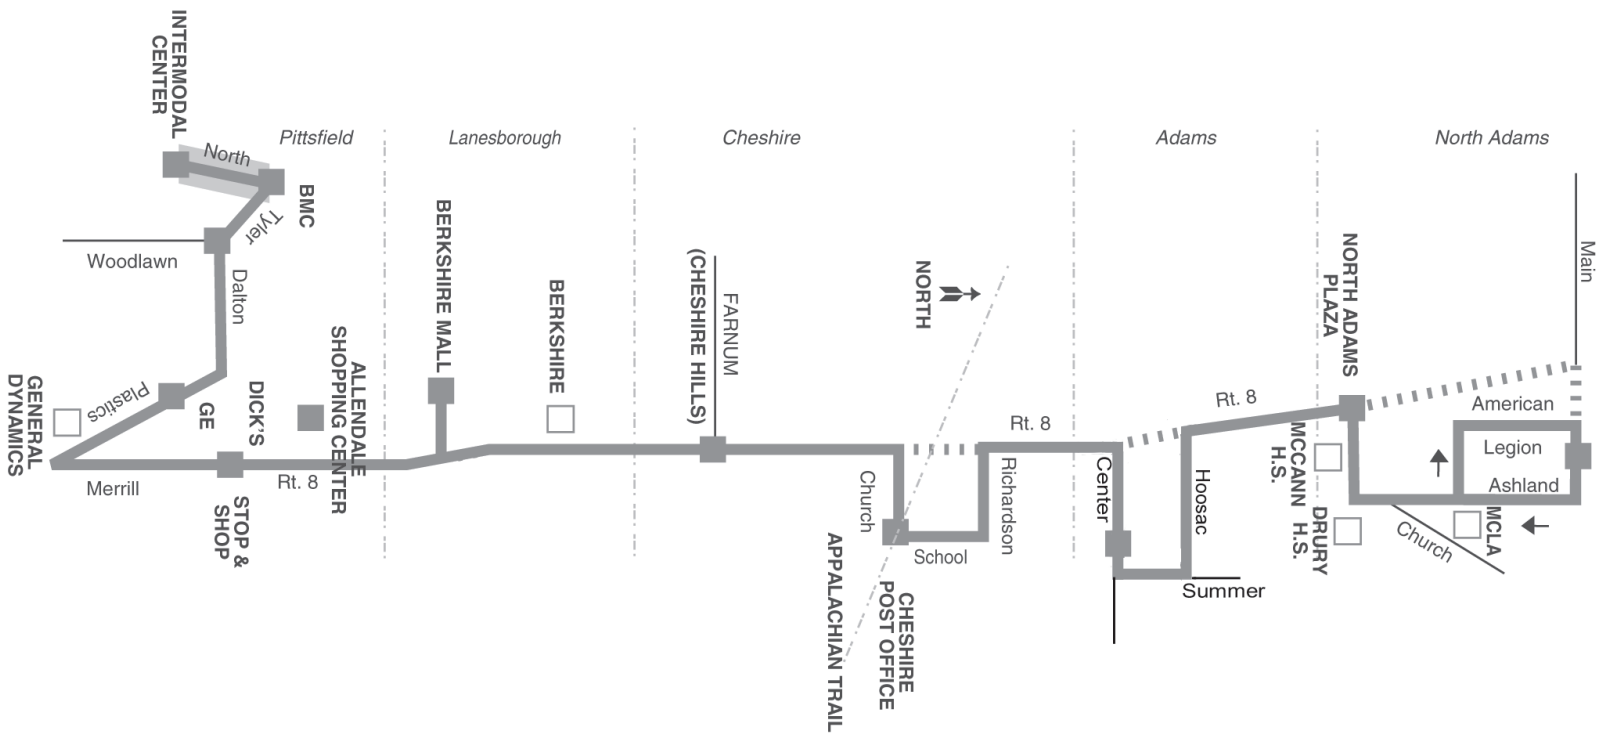 INTERMODAL
CENTER
Pittsfield
Lanesborough
Cheshire
Adams
North Adams
North
BMC
Tyler
Woodlawn
Dalton
BERKSHIRE MALL
BERKSHIRE
(CHESHIRE HILLS)
FARNUM
NORTH
NORTH ADAMS
PLAZA
Main
GENERAL
DYNAMICS
Plastics
GE
DICK'S
ALLENDALE
SHOPPING CENTER
Merrill
Rt. 8
STOP &
SHOP
Church
School
Richardson
Rt. 8
CHESHIRE
POST OFFICE
APPALACHIAN TRAIL
Center
Hoosac
Summer
Rt. 8
MCCANN
H.S.
DRURY
H.S.
American
Legion
Ashland
MCLA
Church